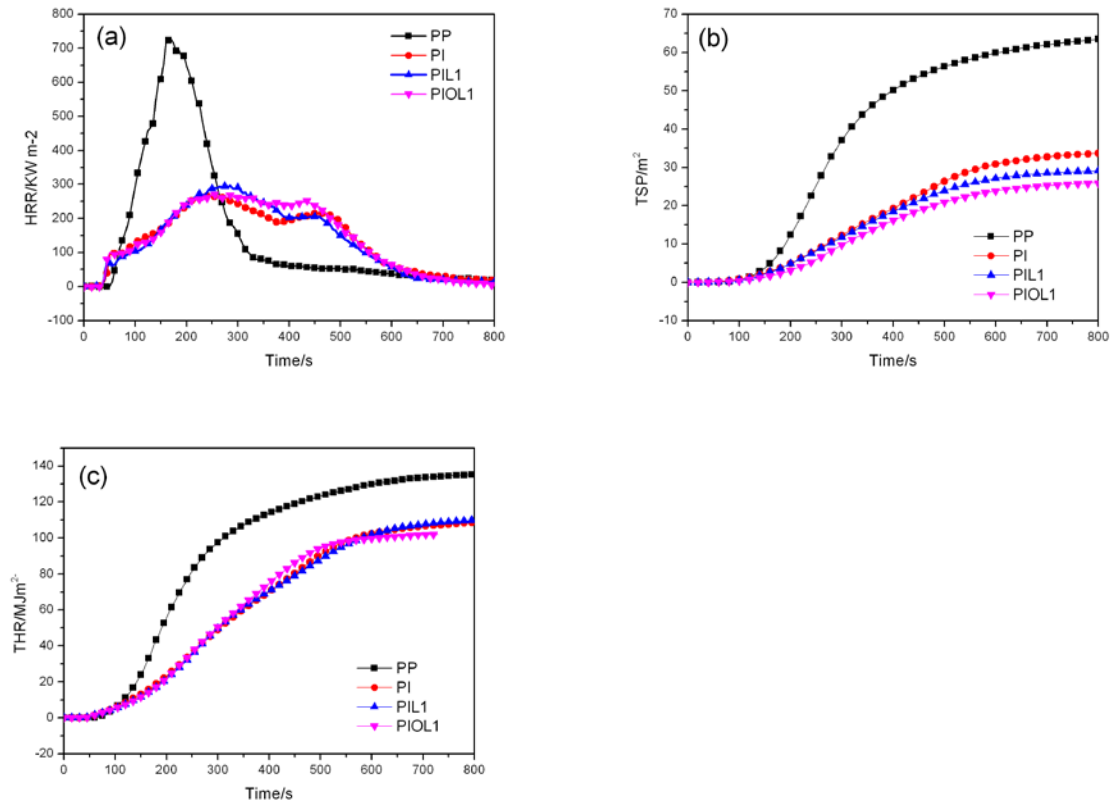 (a)
PP
PI
PIL1
PIOL1
800
700
600
500
400
300
200
100
0
-100
HRR/KW m-2
0 100 200 300 400 500 600 700 800
Time/s
(b)
70
60
50
40
30
20
10
0
-10
TSP/m²
PP
PI
PIL1
PIOL1
0 100 200 300 400 500 600 700 800
Time/s
(c)
140
120
100
80
60
40
20
0
-20
THR/MJm²⁻
PP
PI
PIL1
PIOL1
0 100 200 300 400 500 600 700 800
Time/s